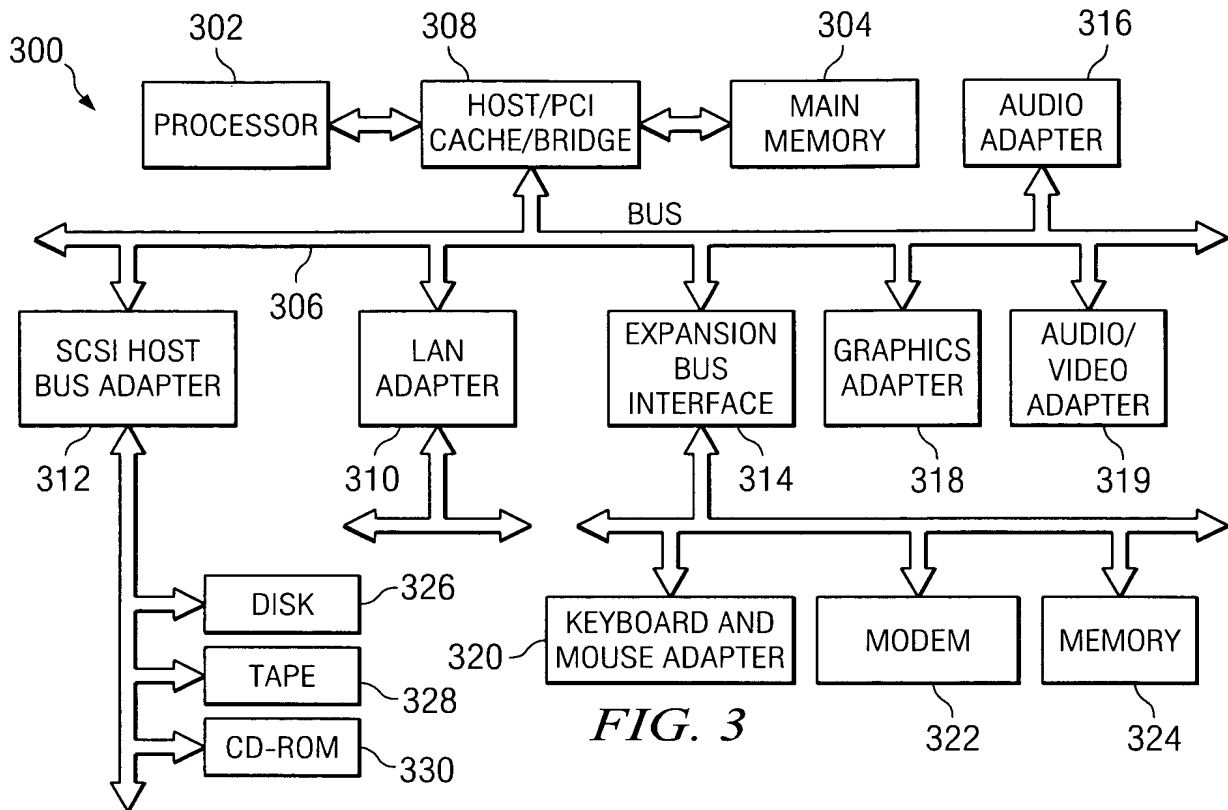 300
302
308
304
316
PROCESSOR
HOST/PCI
CACHE/BRIDGE
MAIN
MEMORY
AUDIO
ADAPTER
BUS
306
SCSI HOST
BUS ADAPTER
LAN
ADAPTER
EXPANSION
BUS
INTERFACE
GRAPHICS
ADAPTER
AUDIO/
VIDEO
ADAPTER
312
310
314
318
319
DISK
326
TAPE
328
CD-ROM
330
320
KEYBOARD AND
MOUSE ADAPTER
MODEM
MEMORY
322
324
FIG. 3